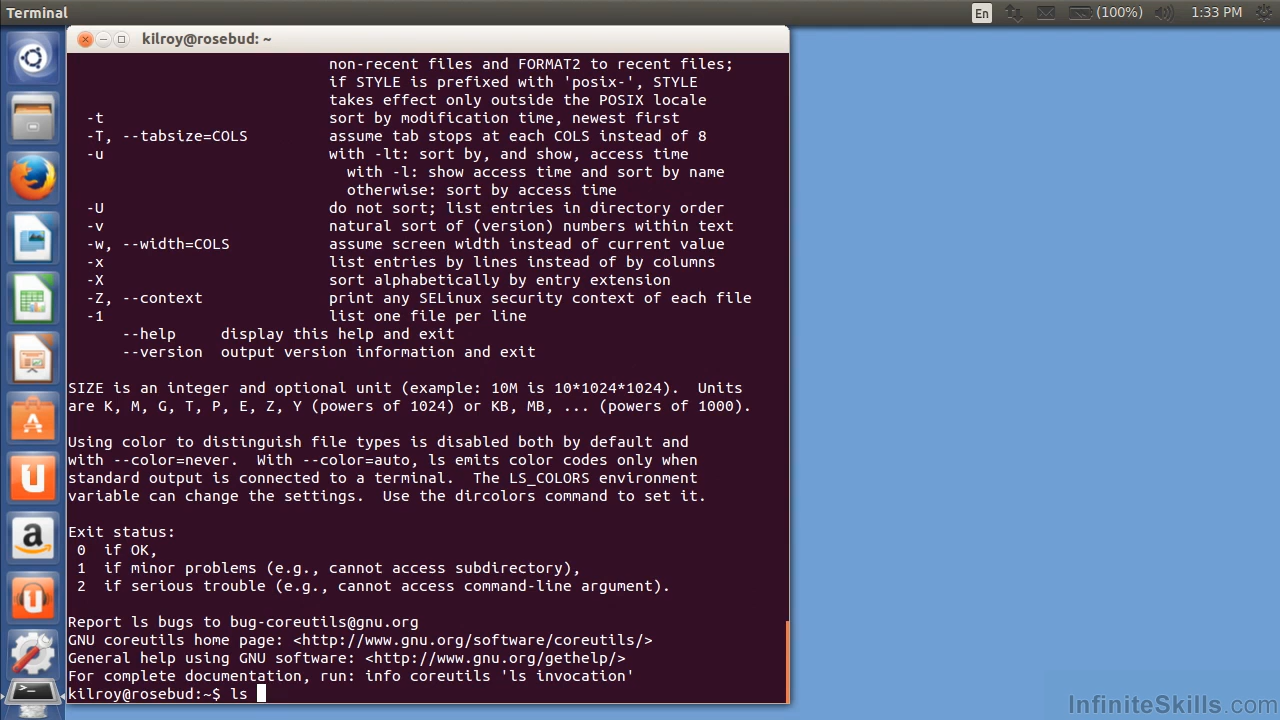 Terminal
En
(100%)
1:33 PM
kilroy@rosebud: ~
non-recent files and FORMAT2 to recent files;
if STYLE is prefixed with 'posix-', STYLE
takes effect only outside the POSIX locale
-t sort by modification time, newest first
-T, --tabsize=COLS assume tab stops at each COLS instead of 8
-u with -lt: sort by, and show, access time
with -l: show access time and sort by name
otherwise: sort by access time
-U do not sort; list entries in directory order
-v natural sort of (version) numbers within text
-w, --width=COLS assume screen width instead of current value
-x list entries by lines instead of by columns
-X sort alphabetically by entry extension
-Z, --context print any SELinux security context of each file
-1 list one file per line
--help display this help and exit
--version output version information and exit
SIZE is an integer and optional unit (example: 10M is 10*1024*1024). Units
are K, M, G, T, P, E, Z, Y (powers of 1024) or KB, MB, ... (powers of 1000).
Using color to distinguish file types is disabled both by default and
with --color=never. With --color=auto, ls emits color codes only when
standard output is connected to a terminal. The LS_COLORS environment
variable can change the settings. Use the dircolors command to set it.
Exit status:
0 if OK,
1 if minor problems (e.g., cannot access subdirectory),
2 if serious trouble (e.g., cannot access command-line argument).
Report ls bugs to bug-coreutils@gnu.org
GNU coreutils home page: <http://www.gnu.org/software/coreutils/>
General help using GNU software: <http://www.gnu.org/gethelp/>
For complete documentation, run: info coreutils 'ls invocation'
kilroy@rosebud:~$ ls
InfiniteSkills.com